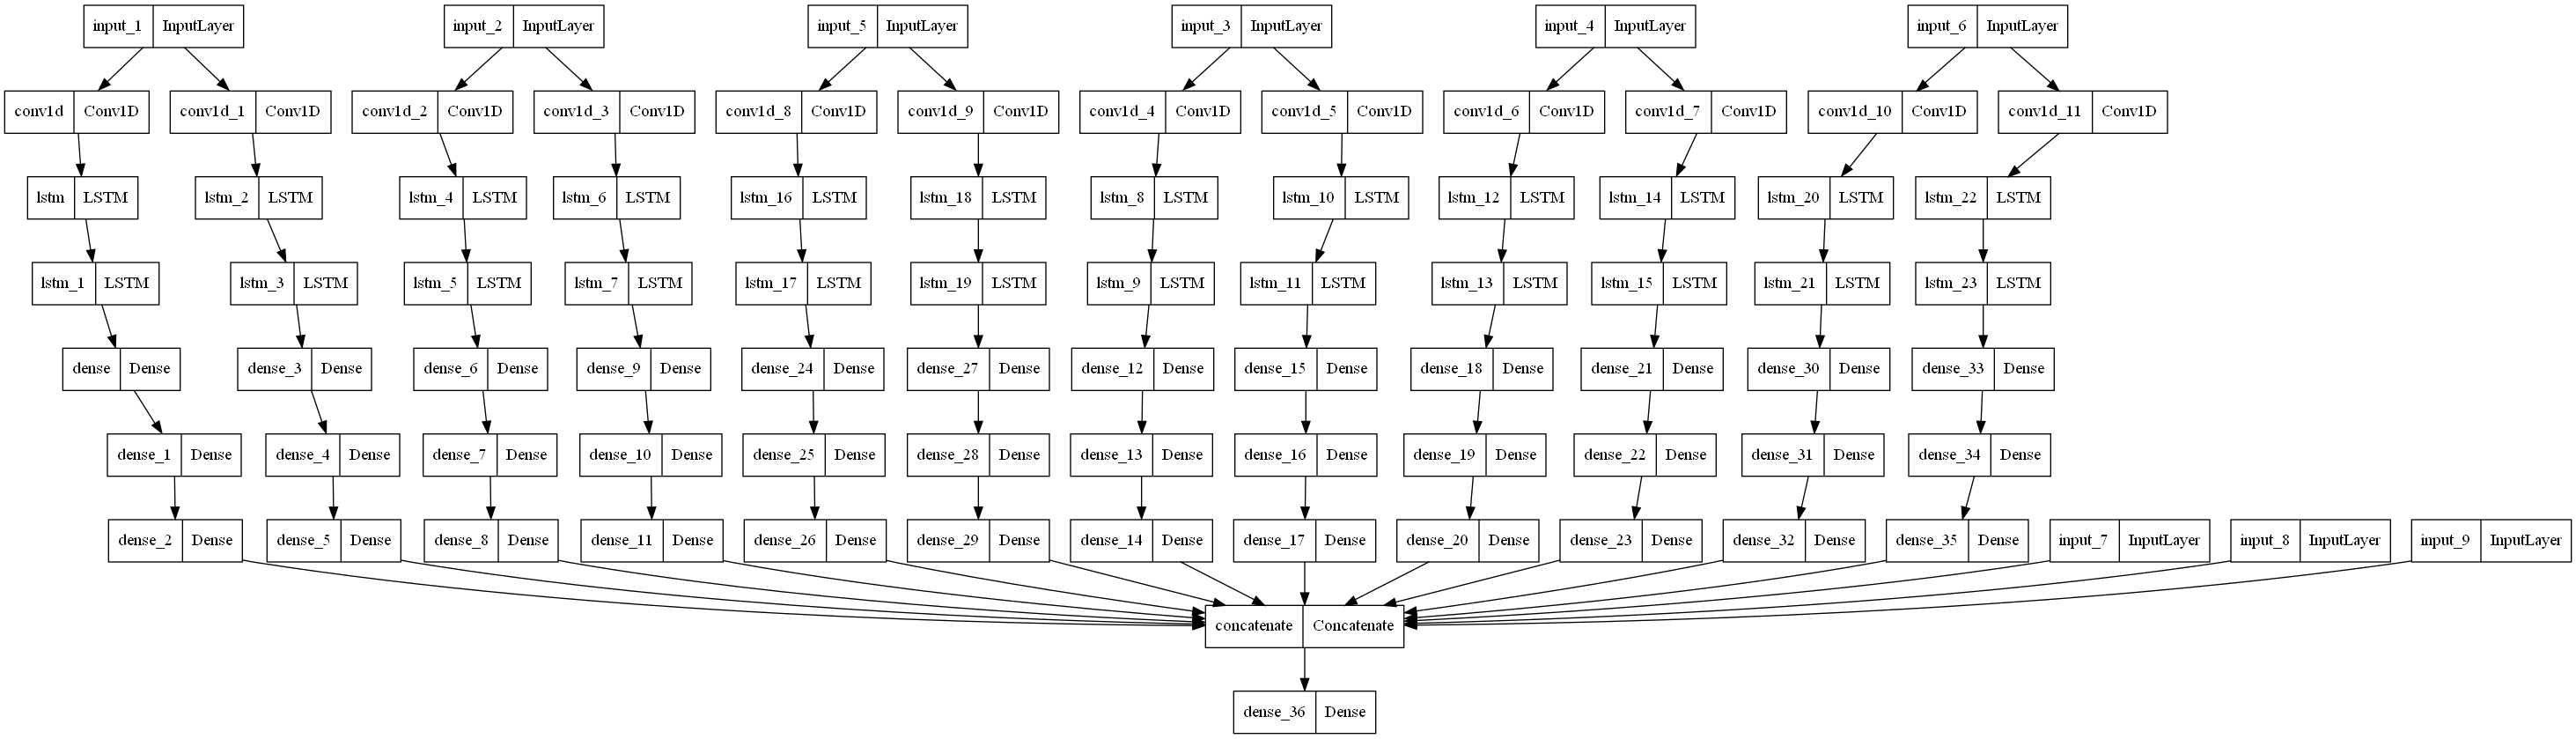 input_1 InputLayer input_2 InputLayer input_5 InputLayer input_3 InputLayer input_4 InputLayer input_6 InputLayer
conv1d Conv1D conv1d_1 Conv1D conv1d_2 Conv1D conv1d_3 Conv1D conv1d_8 Conv1D conv1d_9 Conv1D conv1d_4 Conv1D conv1d_5 Conv1D conv1d_6 Conv1D conv1d_7 Conv1D conv1d_10 Conv1D conv1d_11 Conv1D
lstm LSTM lstm_2 LSTM lstm_4 LSTM lstm_6 LSTM lstm_16 LSTM lstm_18 LSTM lstm_8 LSTM lstm_10 LSTM lstm_12 LSTM lstm_14 LSTM lstm_20 LSTM lstm_22 LSTM
lstm_1 LSTM lstm_3 LSTM lstm_5 LSTM lstm_7 LSTM lstm_17 LSTM lstm_19 LSTM lstm_9 LSTM lstm_11 LSTM lstm_13 LSTM lstm_15 LSTM lstm_21 LSTM lstm_23 LSTM
dense Dense dense_3 Dense dense_6 Dense dense_9 Dense dense_24 Dense dense_27 Dense dense_12 Dense dense_15 Dense dense_18 Dense dense_21 Dense dense_30 Dense dense_33 Dense
dense_1 Dense dense_4 Dense dense_7 Dense dense_10 Dense dense_25 Dense dense_28 Dense dense_13 Dense dense_16 Dense dense_19 Dense dense_22 Dense dense_31 Dense dense_34 Dense
dense_2 Dense dense_5 Dense dense_8 Dense dense_11 Dense dense_26 Dense dense_29 Dense dense_14 Dense dense_17 Dense dense_20 Dense dense_23 Dense dense_32 Dense dense_35 Dense input_7 InputLayer input_8 InputLayer input_9 InputLayer
concatenate Concatenate
dense_36 Dense